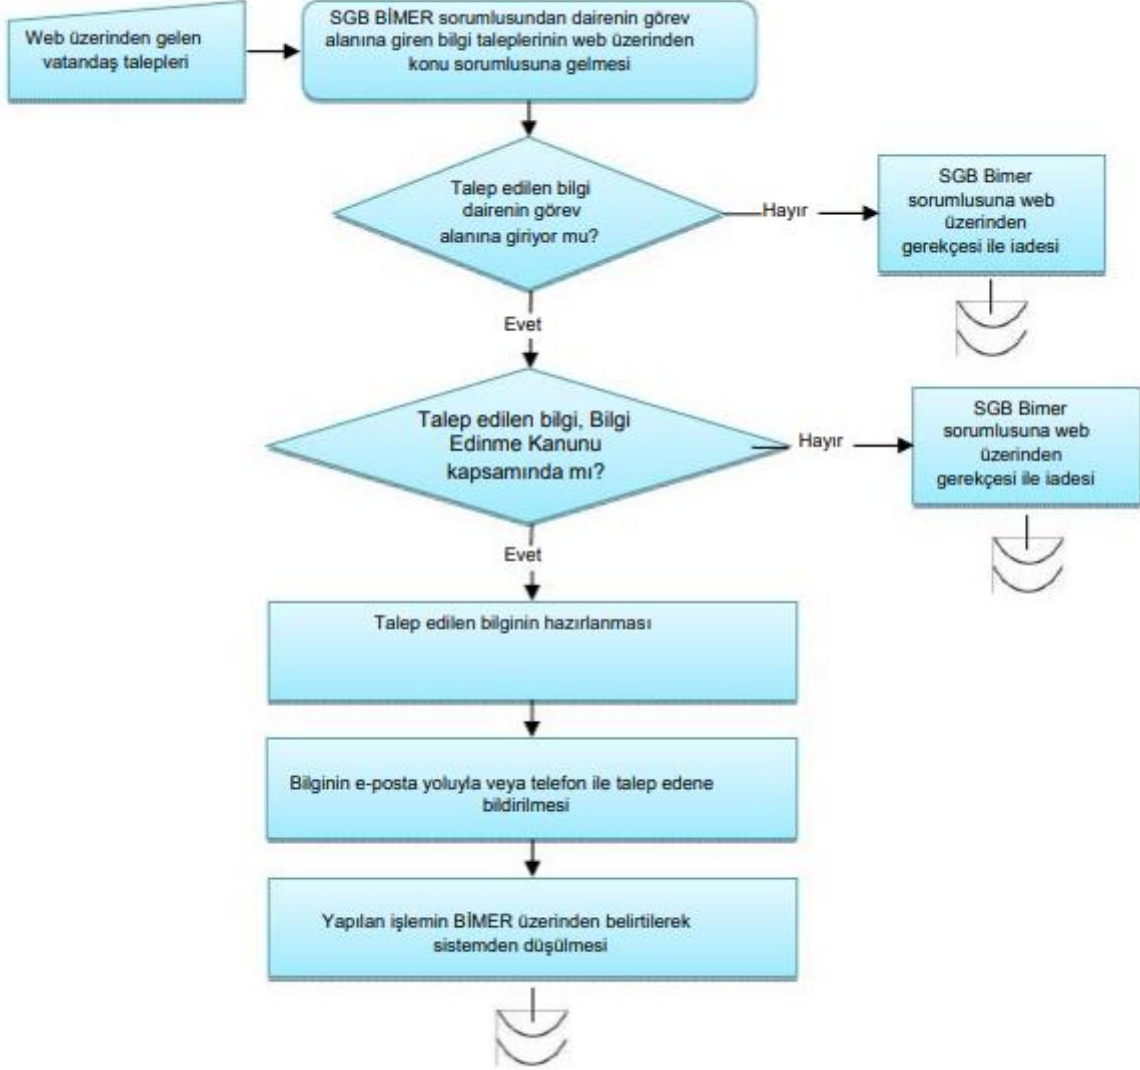 Web üzerinden gelen
vatandaş talepleri
SGB BİMER sorumlusundan dairenin görev
alanına giren bilgi taleplerinin web üzerinden
konu sorumlusuna gelmesi
Talep edilen bilgi
dairenin görev
alanına giriyor mu?
Hayır
SGB Bimer
sorumlusuna web
üzerinden
gerekçesi ile iadesi
Evet
Talep edilen bilgi, Bilgi
Edinme Kanunu
kapsamında mı?
Hayır
SGB Bimer
sorumlusuna web
üzerinden
gerekçesi ile iadesi
Evet
Talep edilen bilginin hazırlanması
Bilginin e-posta yoluyla veya telefon ile talep edene
bildirilmesi
Yapılan işlemin BİMER üzerinden belirtilerek
sistemden düşülmesi